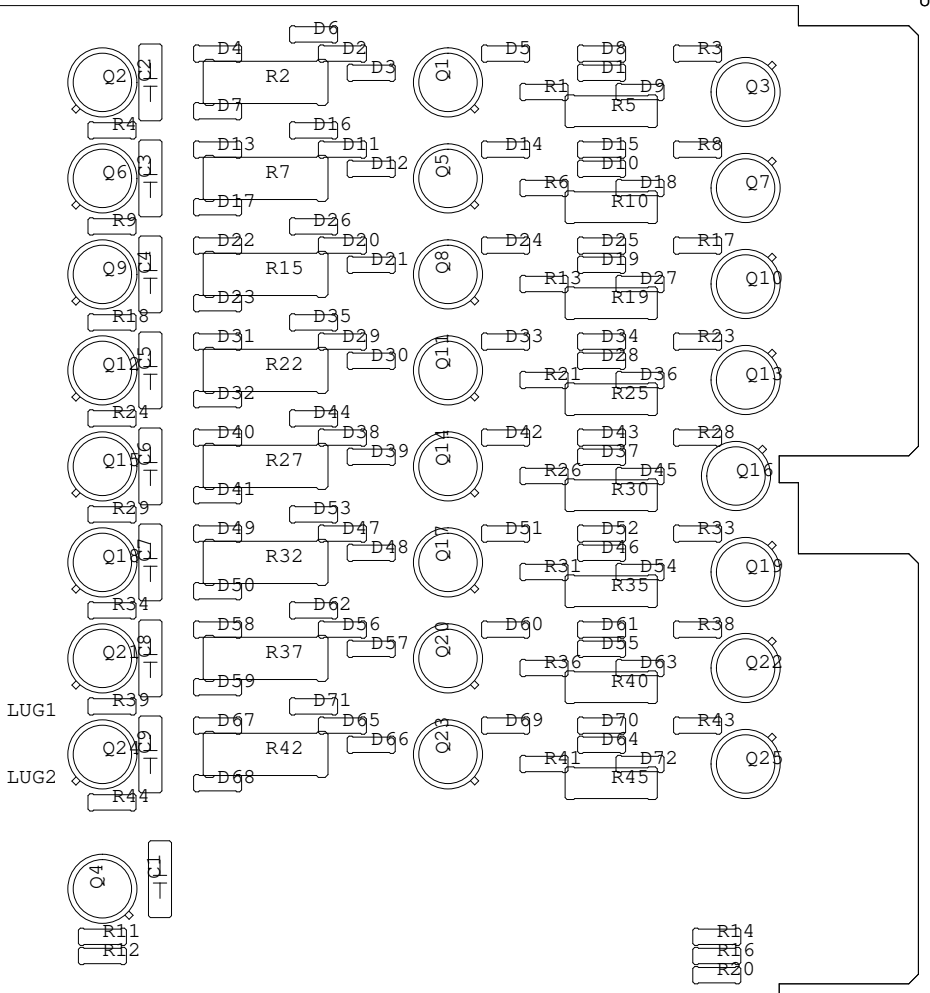 D6
D4 D2 D5 D8 R3
Q2 C2 R2 D3 Q1 D1 Q3
R1 D9
D7 R5
R4 D16
D13 D11 D14 D15 R8
Q6 C3 R7 D12 Q5 D10 Q7
R6 D18
D17 R10
R9 D26
D22 D20 D24 D25 R17
Q9 C4 R15 D21 Q8 D19 Q10
R13 D27
D23 R19
R18 D35
D31 D29 D33 D34 R23
Q12 C5 R22 D30 Q11 D28 Q13
R21 D36
D32 R25
R24 D44
D40 D38 D42 D43 R28
Q15 C6 R27 D39 Q14 D37 Q16
R26 D45
D41 R30
R29 D53
D49 D47 D51 D52 R33
Q18 C7 R32 D48 Q17 D46 Q19
R31 D54
D50 R35
R34 D62
D58 D56 D60 D61 R38
Q21 C8 R37 D57 Q20 D55 Q22
R36 D63
D59 R40
LUG1 R39 D71
D67 D65 D69 D70 R43
Q24 C9 R42 D66 Q23 D64 Q25
R41 D72
LUG2 D68 R45
R44
Q4 C1
R11 R14
R12 R16
R20